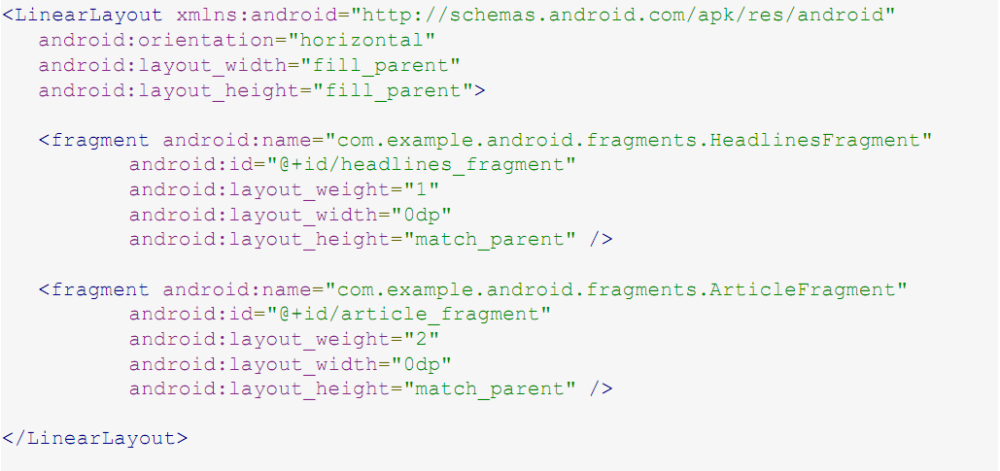 <LinearLayout xmlns:android="http://schemas.android.com/apk/res/android"
android:orientation="horizontal"
android:layout_width="fill_parent"
android:layout_height="fill_parent">
<fragment android:name="com.example.android.fragments.HeadlinesFragment"
android:id="@+id/headlines_fragment"
android:layout_weight="1"
android:layout_width="0dp"
android:layout_height="match_parent" />
<fragment android:name="com.example.android.fragments.ArticleFragment"
android:id="@+id/article_fragment"
android:layout_weight="2"
android:layout_width="0dp"
android:layout_height="match_parent" />
</LinearLayout>